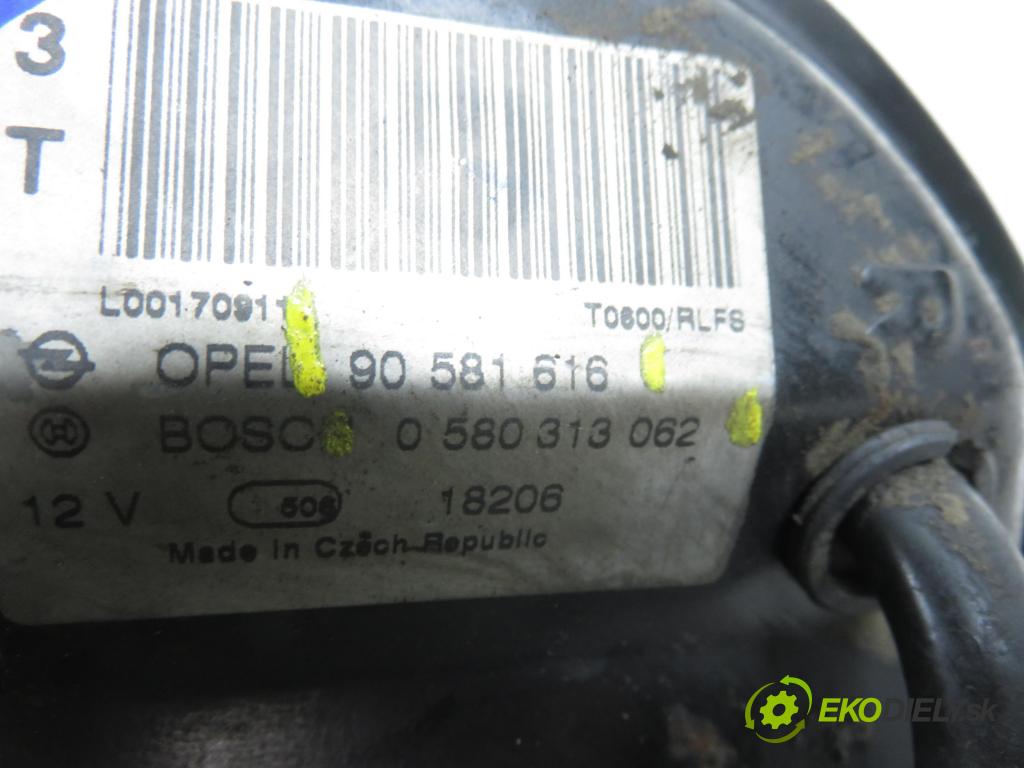 3
T
L00170911
T0600/RLFS
OPEL 90 581 616
BOSCH 0 580 313 062
12 V 506 18206
Made in Czech Republic
EKODIELY.sk